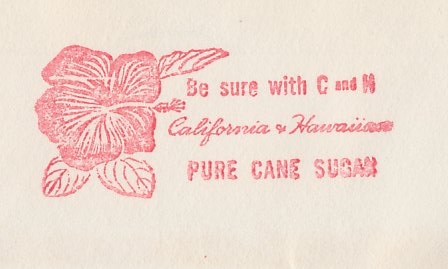 Be sure with C and H
California & Hawaiian
PURE CANE SUGAR